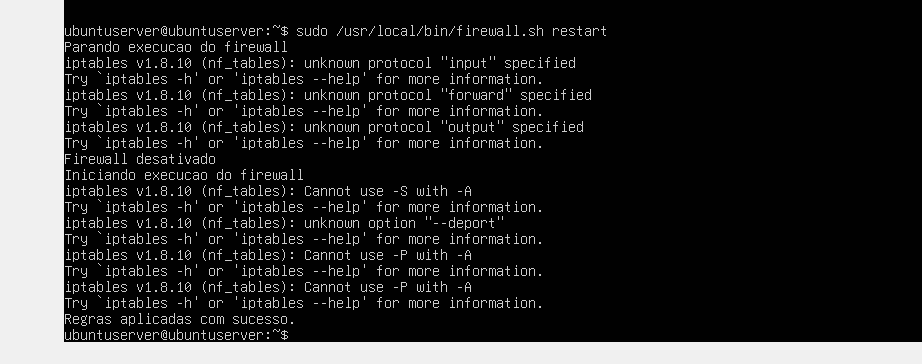 ubuntuserver@ubuntuserver:~$ sudo /usr/local/bin/firewall.sh restart
Parando execucao do firewall
iptables v1.8.10 (nf_tables): unknown protocol "input" specified
Try `iptables -h' or 'iptables --help' for more information.
iptables v1.8.10 (nf_tables): unknown protocol "forward" specified
Try `iptables -h' or 'iptables --help' for more information.
iptables v1.8.10 (nf_tables): unknown protocol "output" specified
Try `iptables -h' or 'iptables --help' for more information.
Firewall desativado
Iniciando execucao do firewall
iptables v1.8.10 (nf_tables): Cannot use -S with -A
Try `iptables -h' or 'iptables --help' for more information.
iptables v1.8.10 (nf_tables): unknown option "--deport"
Try `iptables -h' or 'iptables --help' for more information.
iptables v1.8.10 (nf_tables): Cannot use -P with -A
Try `iptables -h' or 'iptables --help' for more information.
iptables v1.8.10 (nf_tables): Cannot use -P with -A
Try `iptables -h' or 'iptables --help' for more information.
Regras aplicadas com sucesso.
ubuntuserver@ubuntuserver:~$